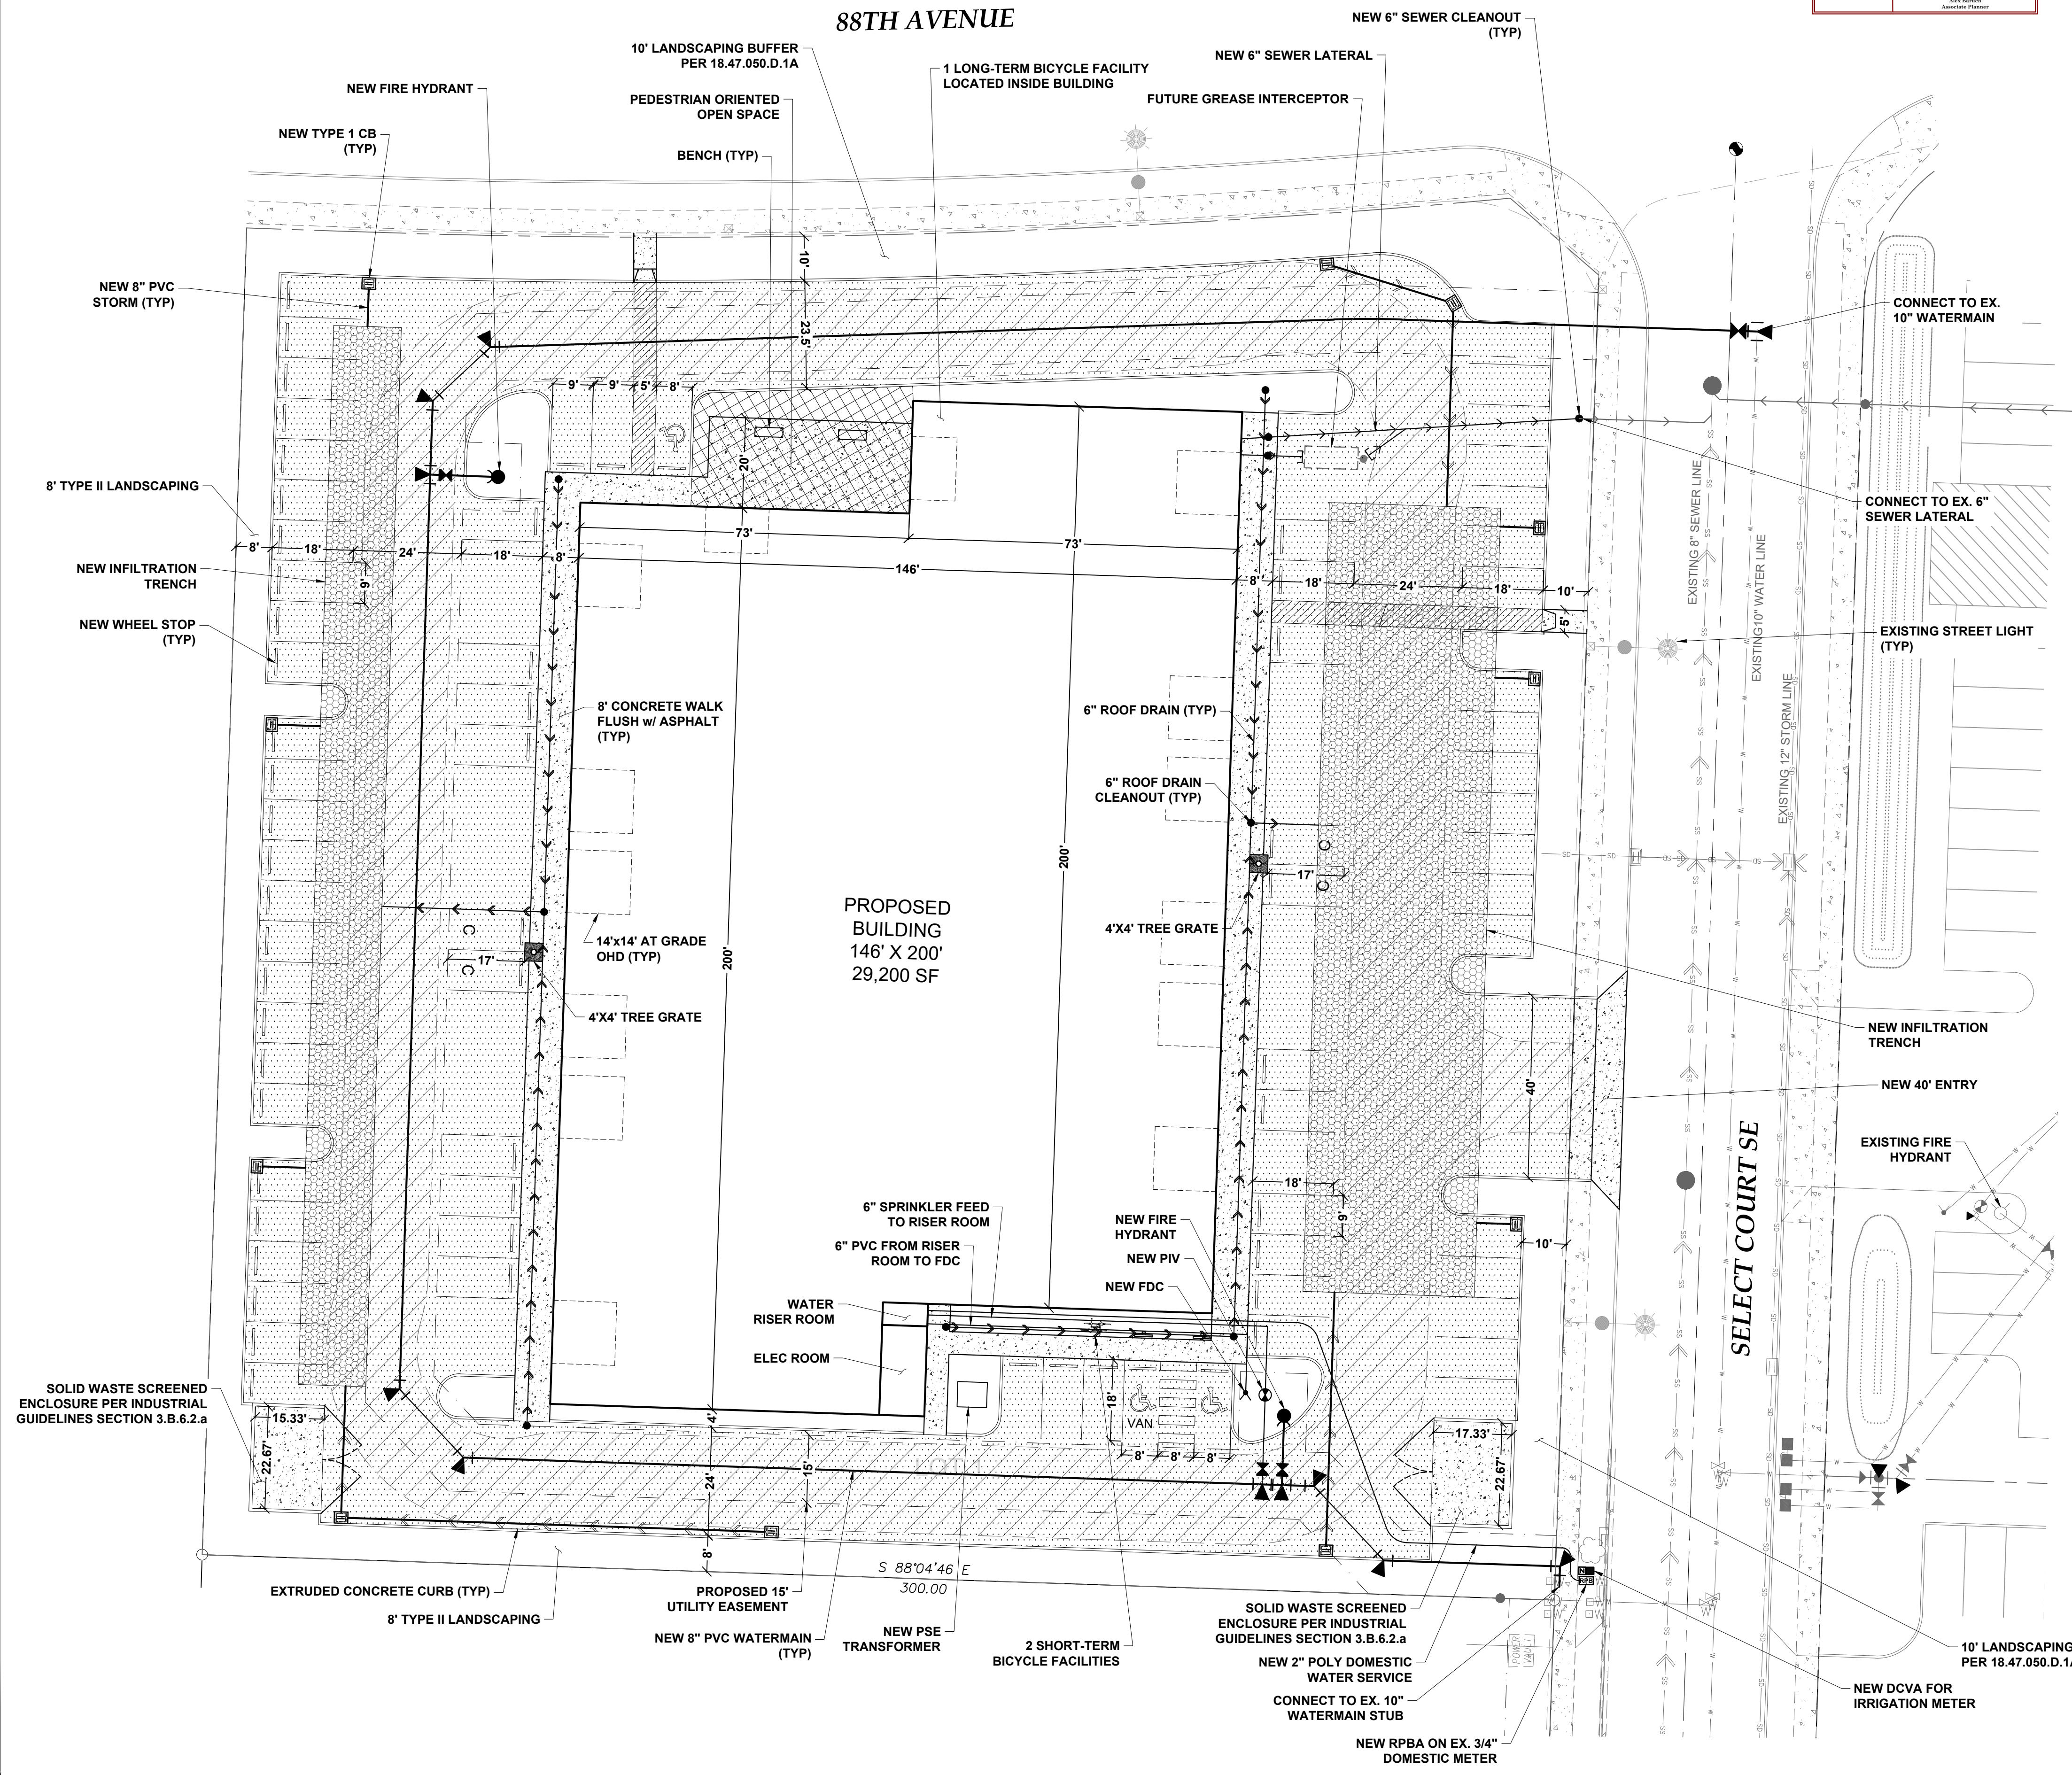 Alex Baruch
Associate Planner
88TH AVENUE
NEW 6" SEWER CLEANOUT
(TYP)
10' LANDSCAPING BUFFER
PER 18.47.050.D.1A
NEW 6" SEWER LATERAL
1 LONG-TERM BICYCLE FACILITY
LOCATED INSIDE BUILDING
NEW FIRE HYDRANT
PEDESTRIAN ORIENTED
OPEN SPACE
FUTURE GREASE INTERCEPTOR
NEW TYPE 1 CB
(TYP)
BENCH (TYP)
10'
NEW 8" PVC
STORM (TYP)
CONNECT TO EX.
10" WATERMAIN
23.5'
9'
9'
5'
8'
20'
8' TYPE II LANDSCAPING
CONNECT TO EX. 6"
SEWER LATERAL
EXISTING 8" SEWER LINE
EXISTING10" WATER LINE
EXISTING 12" STORM LINE
73'
73'
8'
18'
24'
18'
8'
146'
8'
18'
24'
18'
10'
9'
5'
NEW INFILTRATION
TRENCH
NEW WHEEL STOP
(TYP)
EXISTING STREET LIGHT
(TYP)
8' CONCRETE WALK
FLUSH w/ ASPHALT
(TYP)
6" ROOF DRAIN (TYP)
6" ROOF DRAIN
CLEANOUT (TYP)
200'
200'
17'
C
C
PROPOSED
BUILDING
146' X 200'
29,200 SF
4'X4' TREE GRATE
14'x14' AT GRADE
OHD (TYP)
C
C
17'
4'X4' TREE GRATE
NEW INFILTRATION
TRENCH
40'
NEW 40' ENTRY
SELECT COURT SE
EXISTING FIRE
HYDRANT
18'
9'
10'
6" SPRINKLER FEED
TO RISER ROOM
6" PVC FROM RISER
ROOM TO FDC
NEW FIRE
HYDRANT
NEW PIV
NEW FDC
WATER
RISER ROOM
ELEC ROOM
SOLID WASTE SCREENED
ENCLOSURE PER INDUSTRIAL
GUIDELINES SECTION 3.B.6.2.a
15.33'
22.67'
18'
VAN
8'
8'
8'
4'
24'
15'
8'
17.33'
22.67'
S 88°04'46 E
300.00
EXTRUDED CONCRETE CURB (TYP)
8' TYPE II LANDSCAPING
PROPOSED 15'
UTILITY EASEMENT
NEW 8" PVC WATERMAIN
(TYP)
NEW PSE
TRANSFORMER
2 SHORT-TERM
BICYCLE FACILITIES
RPB
SOLID WASTE SCREENED
ENCLOSURE PER INDUSTRIAL
GUIDELINES SECTION 3.B.6.2.a
NEW 2" POLY DOMESTIC
WATER SERVICE
CONNECT TO EX. 10"
WATERMAIN STUB
NEW RPBA ON EX. 3/4"
DOMESTIC METER
POWER
VAULT
10' LANDSCAPING
PER 18.47.050.D.1A
NEW DCVA FOR
IRRIGATION METER